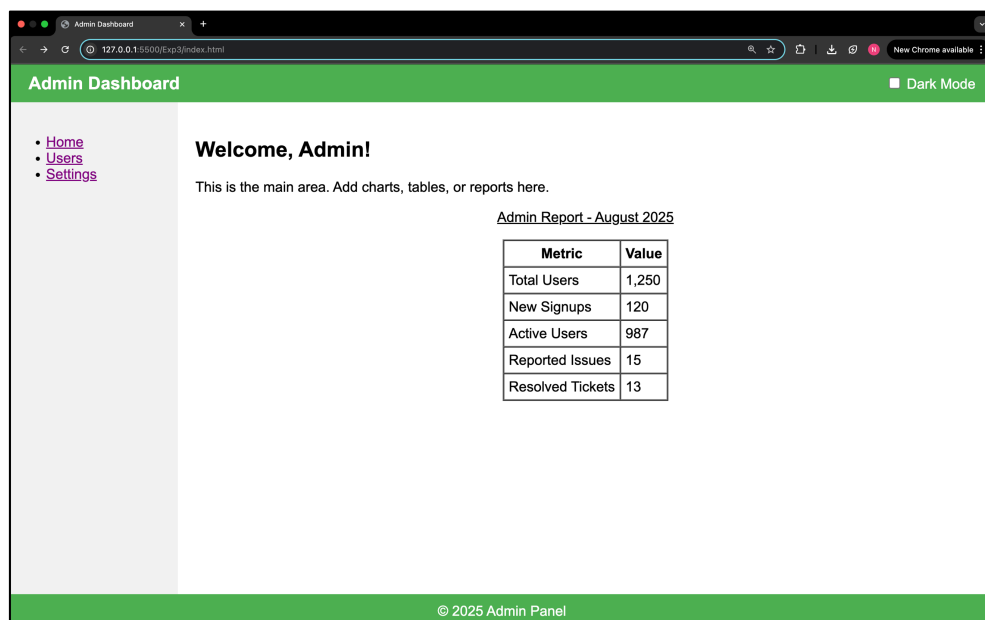 Admin Dashboard
127.0.0.1:5500/Exp3/index.html
N
New Chrome available
Admin Dashboard
Dark Mode
Home
Users
Settings
Welcome, Admin!
This is the main area. Add charts, tables, or reports here.
Admin Report - August 2025
Metric Value
Total Users 1,250
New Signups 120
Active Users 987
Reported Issues 15
Resolved Tickets 13
© 2025 Admin Panel